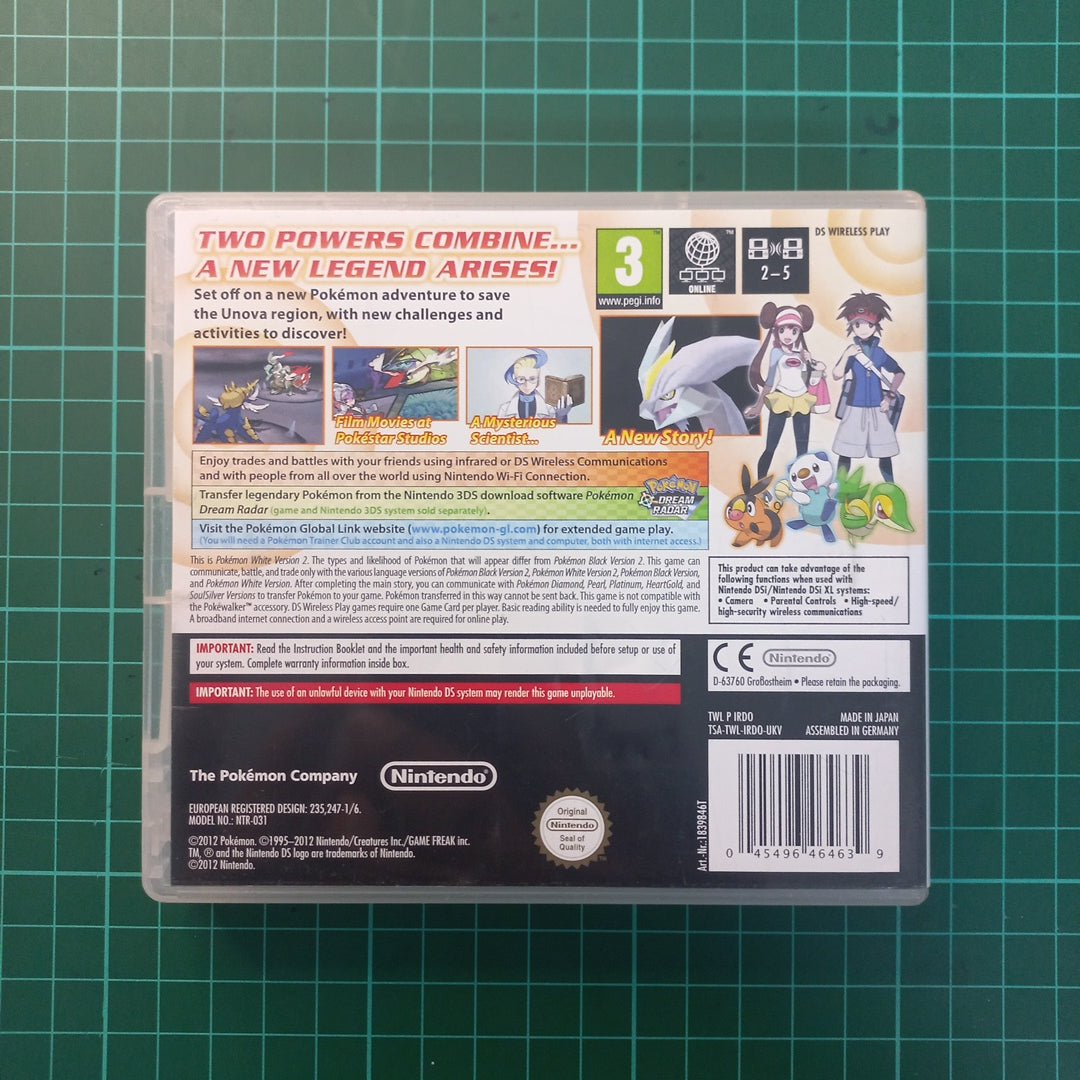 TWO POWERS COMBINE...
A NEW LEGEND ARISES!
Set off on a new Pokémon adventure to save
the Unova region, with new challenges and
activities to discover!
3
TM
www.pegi.info
TM
ONLINE
2–5
DS WIRELESS PLAY
Film Movies at
Pokéstar Studios
A Mysterious
Scientist...
A New Story!
Enjoy trades and battles with your friends using infrared or DS Wireless Communications
and with people from all over the world using Nintendo Wi-Fi Connection.
Transfer legendary Pokémon from the Nintendo 3DS download software Pokémon
Dream Radar (game and Nintendo 3DS system sold separately).
POKéMON
DREAM
RADAR
Visit the Pokémon Global Link website (www.pokemon-gl.com) for extended game play.
(You will need a Pokémon Trainer Club account and also a Nintendo DS system and computer, both with internet access.)
This is Pokémon White Version 2. The types and likelihood of Pokémon that will appear differ from Pokémon Black Version 2. This game can
communicate, battle, and trade only with the various language versions of Pokémon Black Version 2, Pokémon White Version 2, Pokémon Black Version,
and Pokémon White Version. After completing the main story, you can communicate with Pokémon Diamond, Pearl, Platinum, HeartGold, and
SoulSilver Versions to transfer Pokémon to your game. Pokémon transferred in this way cannot be sent back. This game is not compatible with
the Pokéwalker™ accessory. DS Wireless Play games require one Game Card per player. Basic reading ability is needed to fully enjoy this game.
A broadband internet connection and a wireless access point are required for online play.
This product can take advantage of the
following functions when used with
Nintendo DSi/Nintendo DSi XL systems:
• Camera • Parental Controls • High-speed/
high-security wireless communications
IMPORTANT: Read the Instruction Booklet and the important health and safety information included before setup or use of
your system. Complete warranty information inside box.
IMPORTANT: The use of an unlawful device with your Nintendo DS system may render this game unplayable.
CE Nintendo
D-63760 Großostheim • Please retain the packaging.
TWL P IRDO MADE IN JAPAN
TSA-TWL-IRDO-UKV ASSEMBLED IN GERMANY
The Pokémon Company Nintendo®
EUROPEAN REGISTERED DESIGN: 235,247-1/6.
MODEL NO.: NTR-031
©2012 Pokémon. ©1995–2012 Nintendo/Creatures Inc./GAME FREAK inc.
TM, ® and the Nintendo DS logo are trademarks of Nintendo.
©2012 Nintendo.
Original
Nintendo
Seal of
Quality
Art.-Nr.:1839846T
0 45496 46463 9